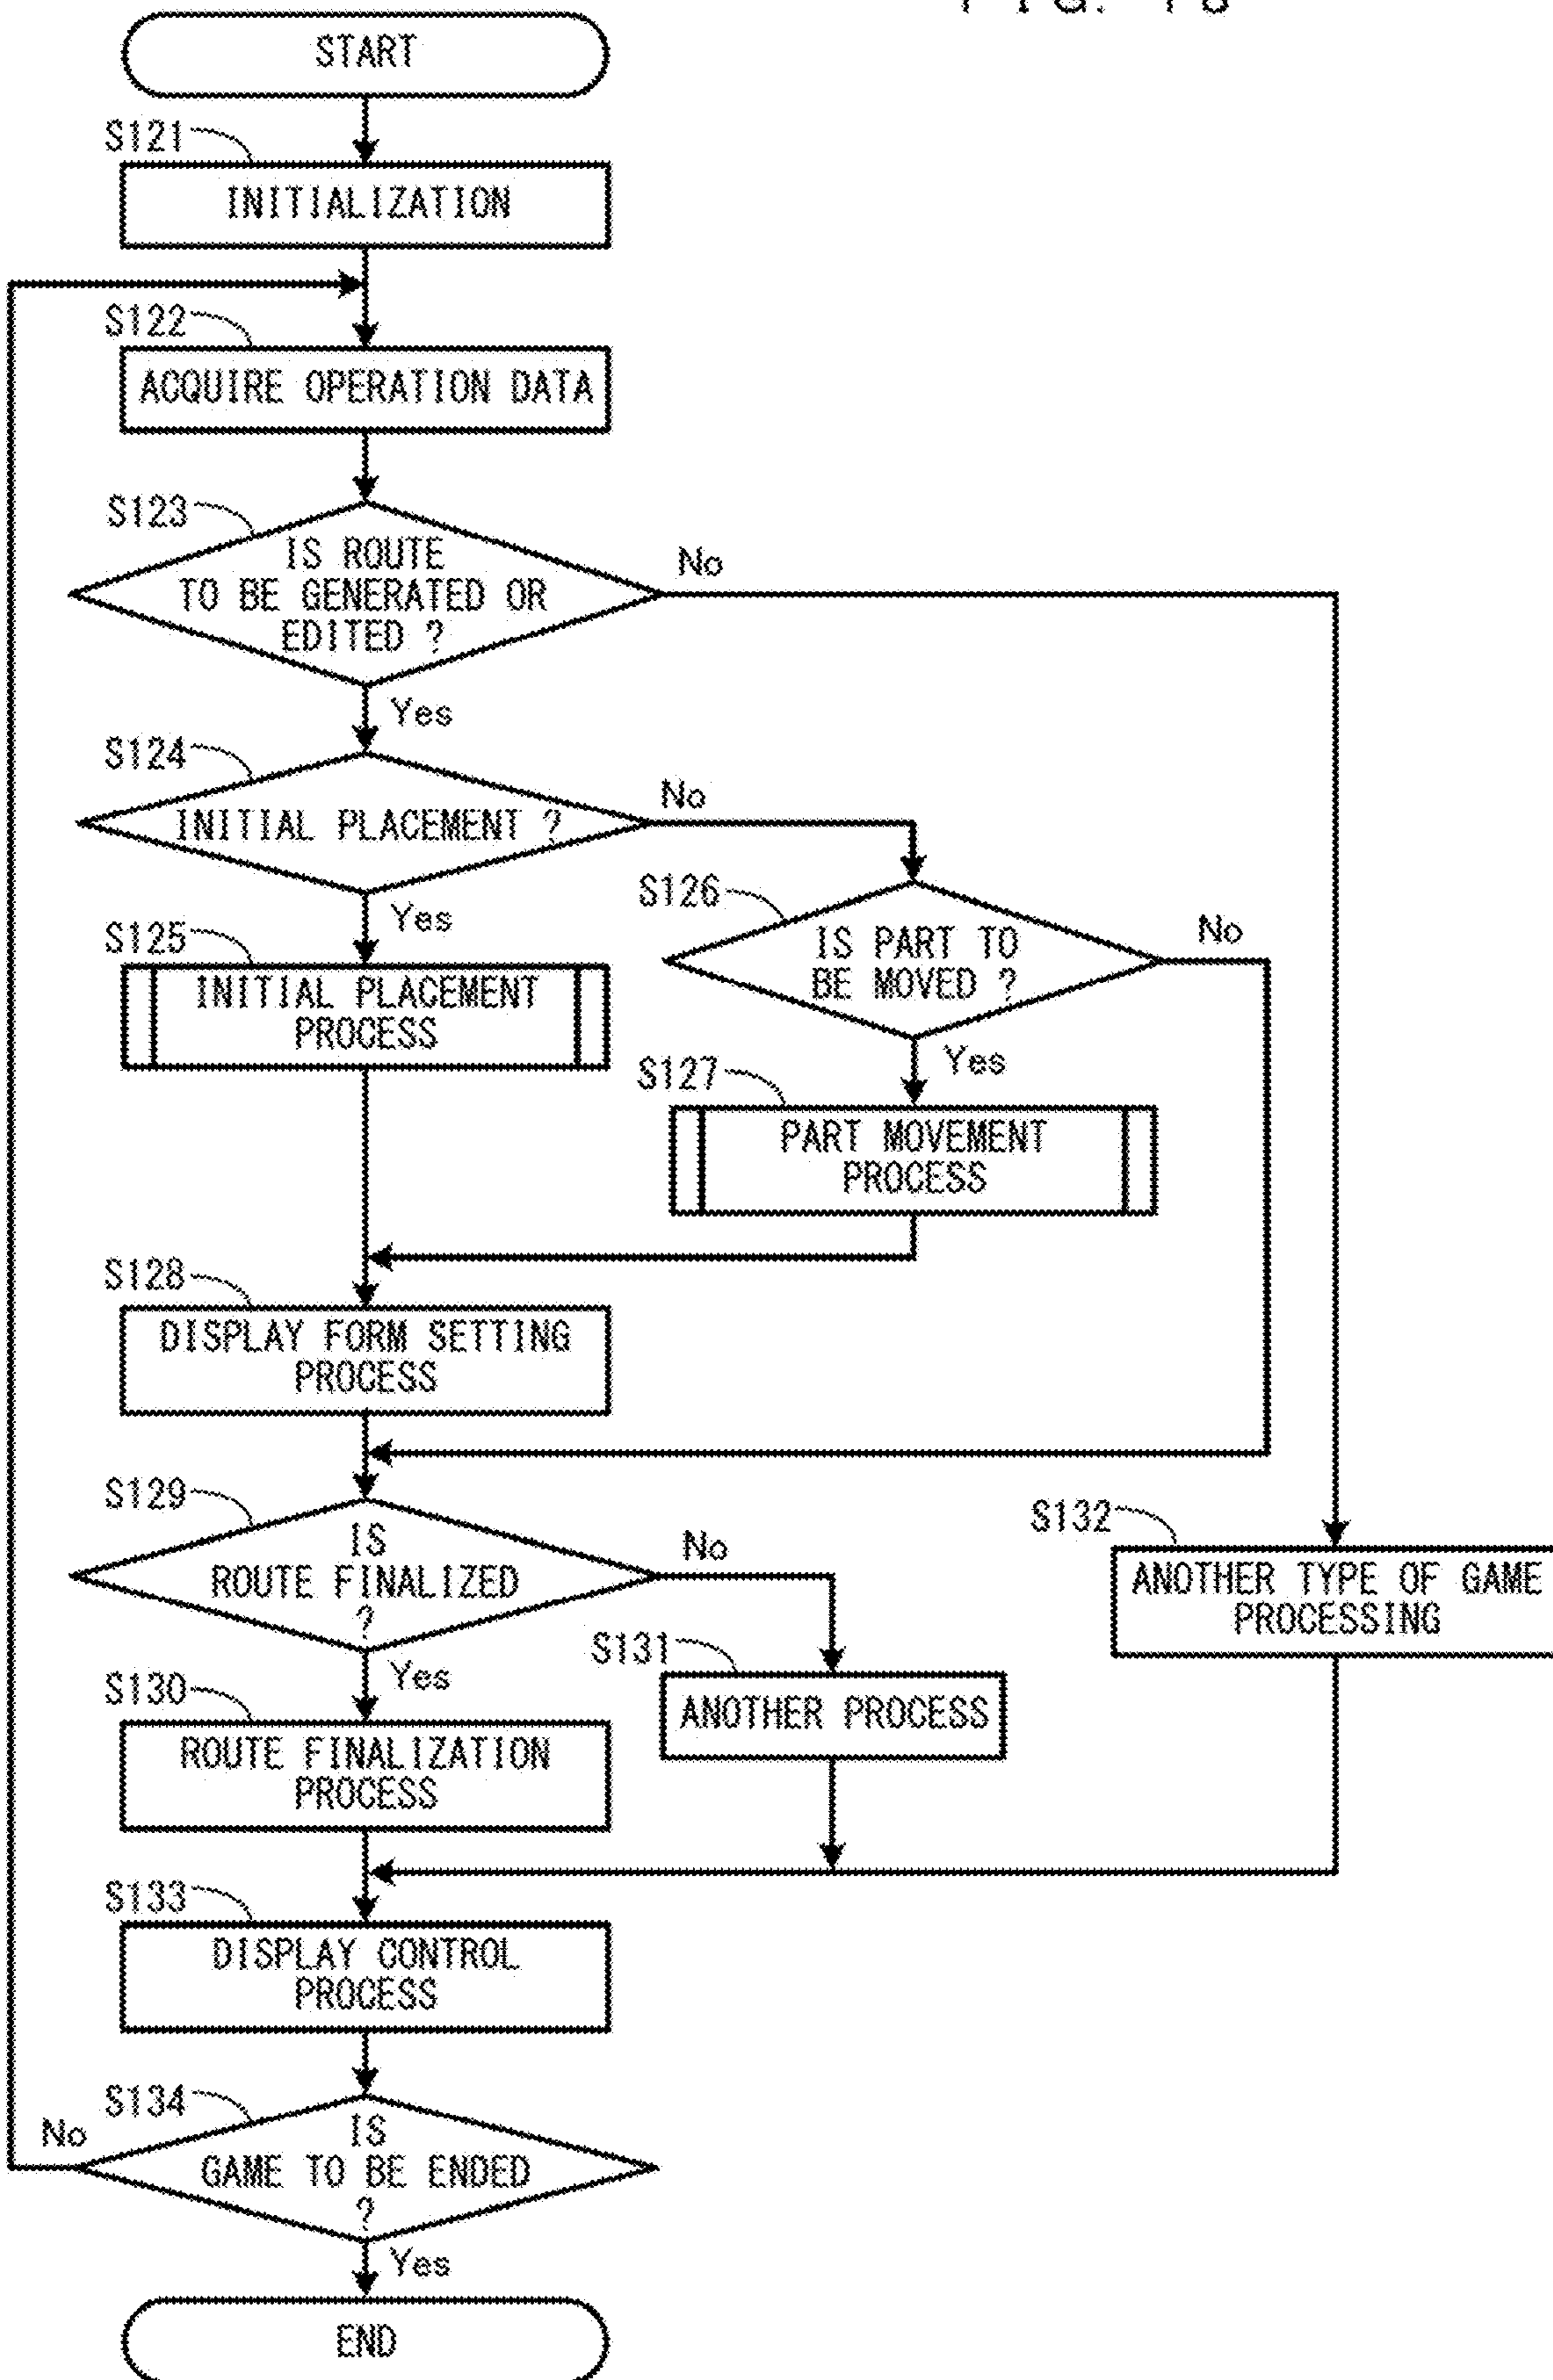 START
S121
INITIALIZATION
S122
ACQUIRE OPERATION DATA
S123
IS ROUTE
TO BE GENERATED OR
EDITED ?
No
Yes
S124
INITIAL PLACEMENT ?
No
Yes
S125
INITIAL PLACEMENT
PROCESS
S126
IS PART TO
BE MOVED ?
No
Yes
S127
PART MOVEMENT
PROCESS
S128
DISPLAY FORM SETTING
PROCESS
S129
IS
ROUTE FINALIZED
?
No
Yes
S130
ROUTE FINALIZATION
PROCESS
S131
ANOTHER PROCESS
S132
ANOTHER TYPE OF GAME
PROCESSING
S133
DISPLAY CONTROL
PROCESS
S134
IS
GAME TO BE ENDED
?
No
Yes
END